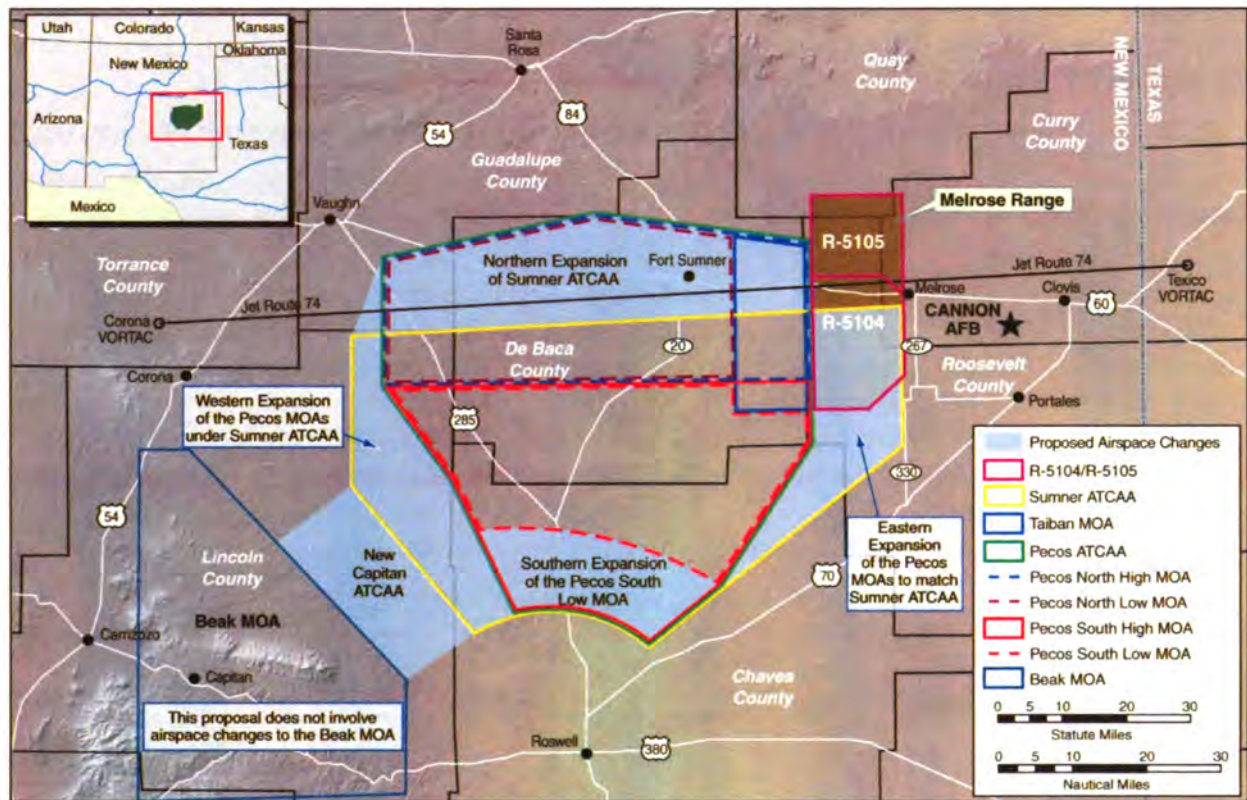 Utah
Colorado
Kansas
Oklahoma
New Mexico
Arizona
Texas
Mexico
Santa
Rosa
54
84
Guadalupe
County
Quay
County
Curry
County
TEXAS
NEW MEXICO
Vaughn
Melrose Range
R-5105
Torrance
County
Northern Expansion
of Sumner ATCAA
Fort Sumner
Jet Route 74
Jet Route 74
Corona
VORTAC
Texico
VORTAC
Melrose
Clovis
60
CANNON
AFB
R-5104
20
267
De Baca
County
Roosevelt
County
Corona
Portales
Western Expansion
of the Pecos MOAs
under Sumner ATCAA
285
330
54
Lincoln
County
New
Capitan
ATCAA
Southern Expansion
of the Pecos South
Low MOA
Eastern
Expansion
of the Pecos
MOAs to match
Sumner ATCAA
70
Beak MOA
Carrizozo
Capitan
Chaves
County
This proposal does not involve
airspace changes to the Beak MOA
Roswell
380
Proposed Airspace Changes
R-5104/R-5105
Sumner ATCAA
Taiban MOA
Pecos ATCAA
Pecos North High MOA
Pecos North Low MOA
Pecos South High MOA
Pecos South Low MOA
Beak MOA
0 10 20 30
Statute Miles
0 10 20 30
Nautical Miles